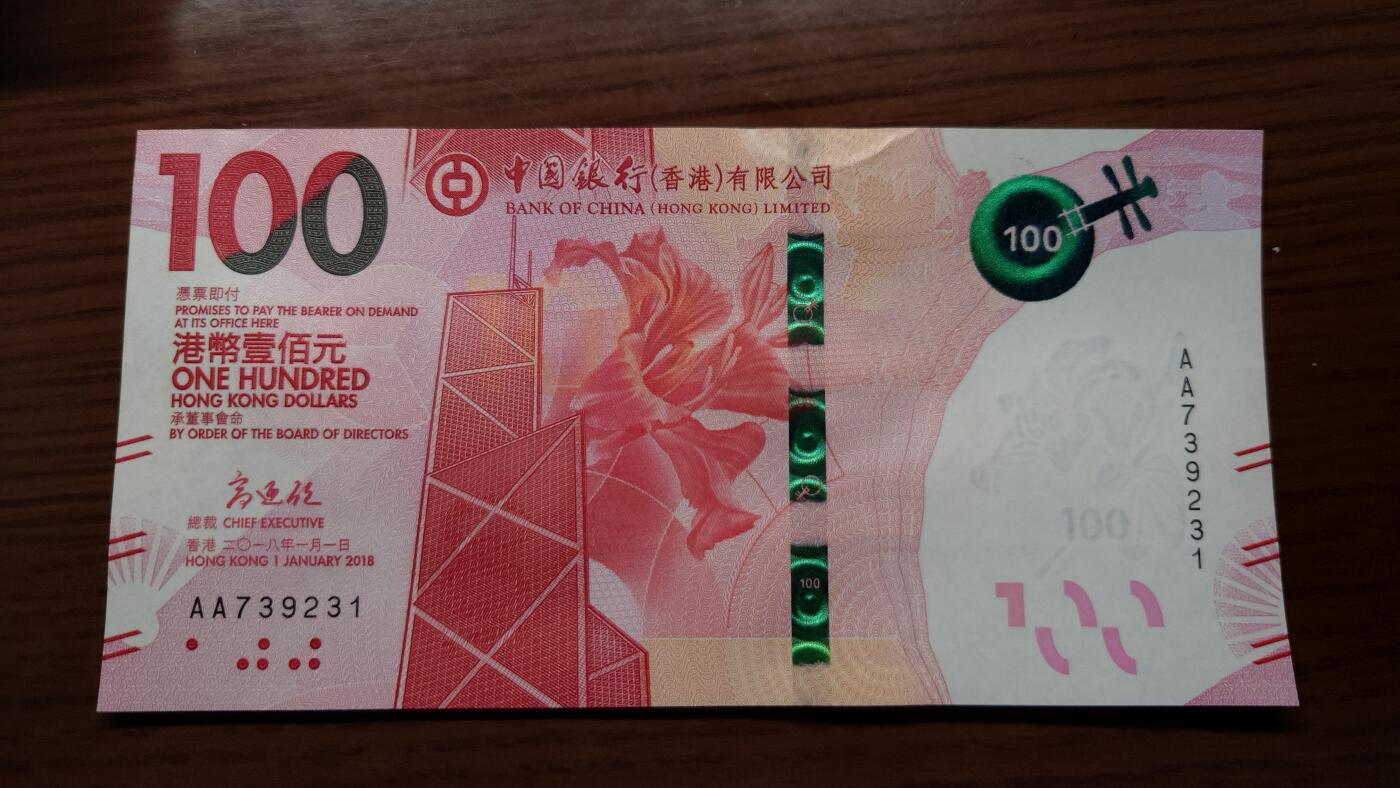 100
中國銀行(香港)有限公司
BANK OF CHINA (HONG KONG) LIMITED
憑票即付
PROMISES TO PAY THE BEARER ON DEMAND
AT ITS OFFICE HERE
港幣壹佰元
ONE HUNDRED
HONG KONG DOLLARS
承董事會命
BY ORDER OF THE BOARD OF DIRECTORS
高迎欣
總裁 CHIEF EXECUTIVE
香港 二〇一八年一月一日
HONG KONG 1 JANUARY 2018
AA739231
100
100
AA739231
100
100